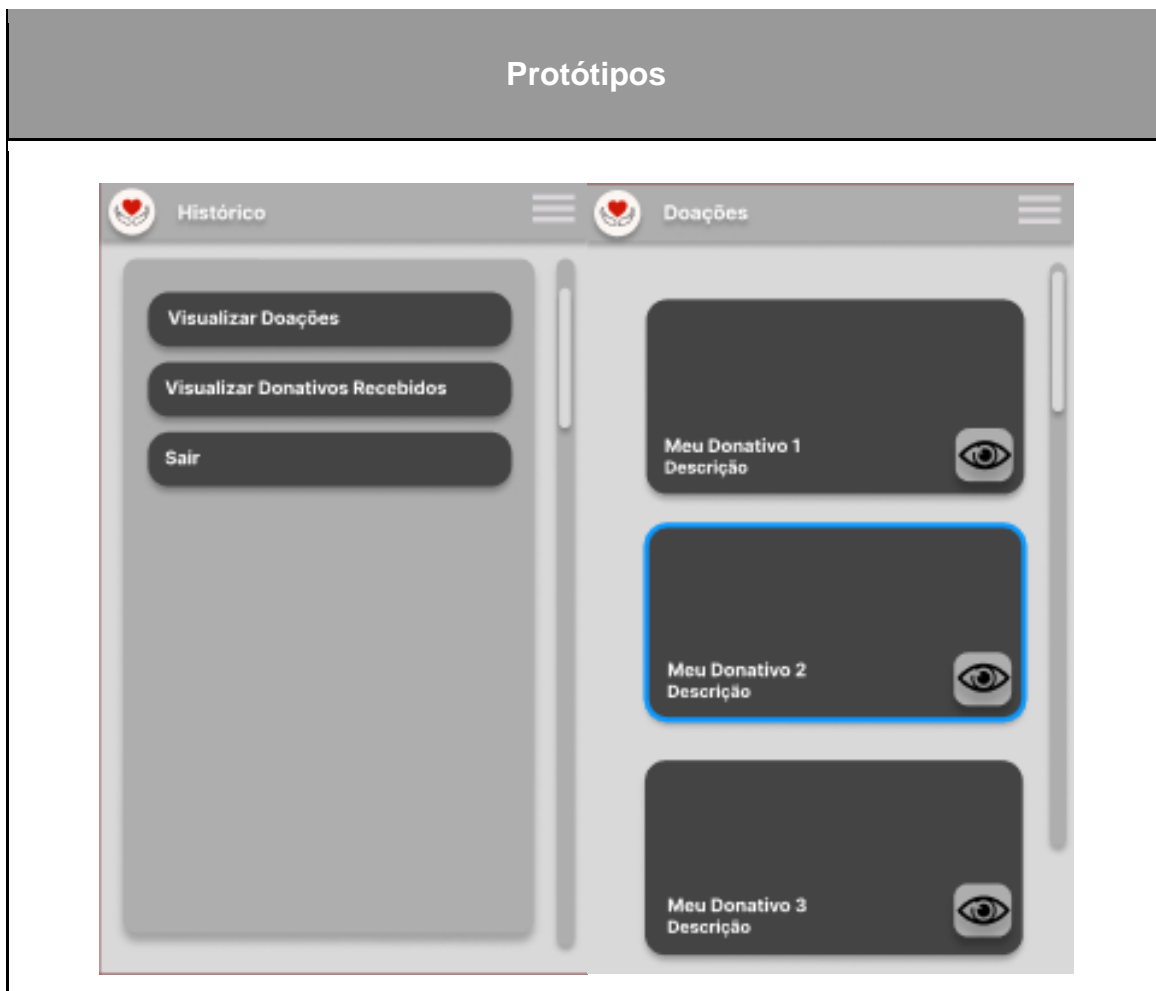 Protótipos
Histórico
Visualizar Doações
Visualizar Donativos Recebidos
Sair
Doações
Meu Donativo 1
Descrição
Meu Donativo 2
Descrição
Meu Donativo 3
Descrição